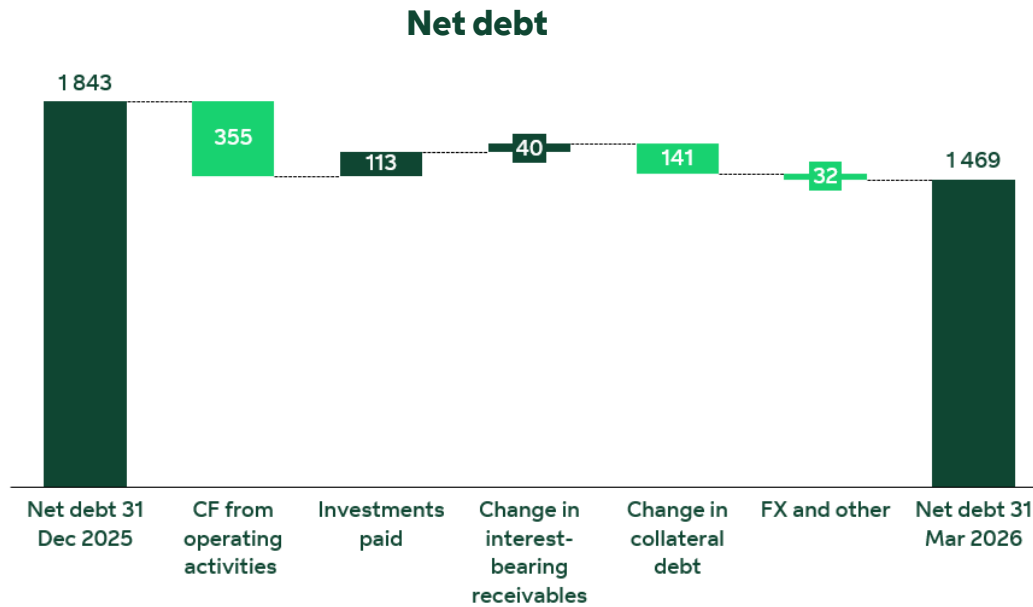 Net debt
1 843
355
113
40
141
32
1 469
Net debt 31
Dec 2025
CF from
operating
activities
Investments
paid
Change in
interest-
bearing
receivables
Change in
collateral
debt
FX and other
Net debt 31
Mar 2026